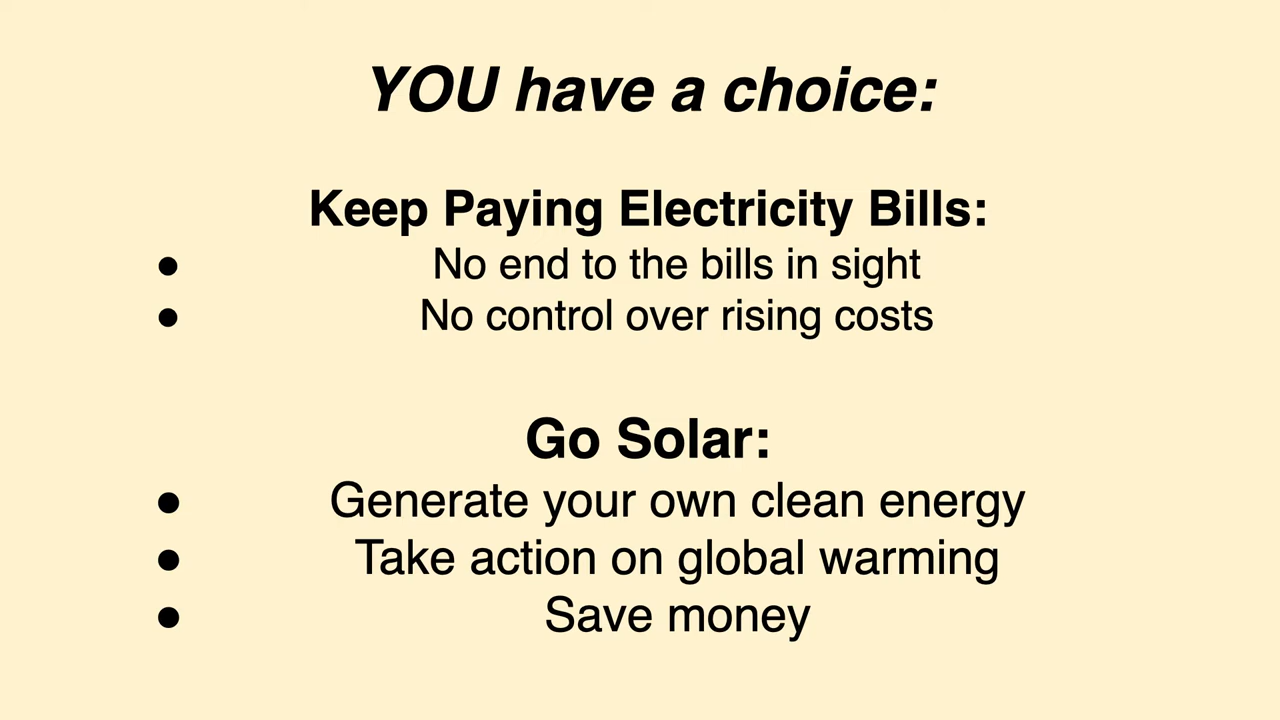 YOU have a choice:
Keep Paying Electricity Bills:
● No end to the bills in sight
● No control over rising costs
Go Solar:
● Generate your own clean energy
● Take action on global warming
● Save money